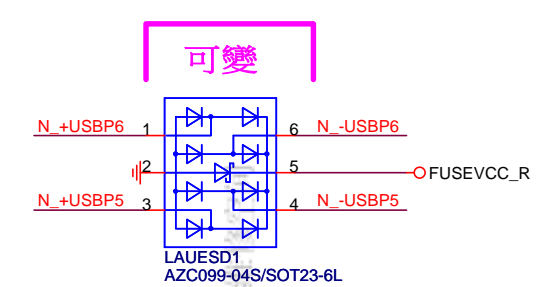 可變
N_+USBP6 1 6 N_-USBP6
2 5 FUSEVCC_R
N_+USBP5 3 4 N_-USBP5
LAUESD1
AZC099-04S/SOT23-6L